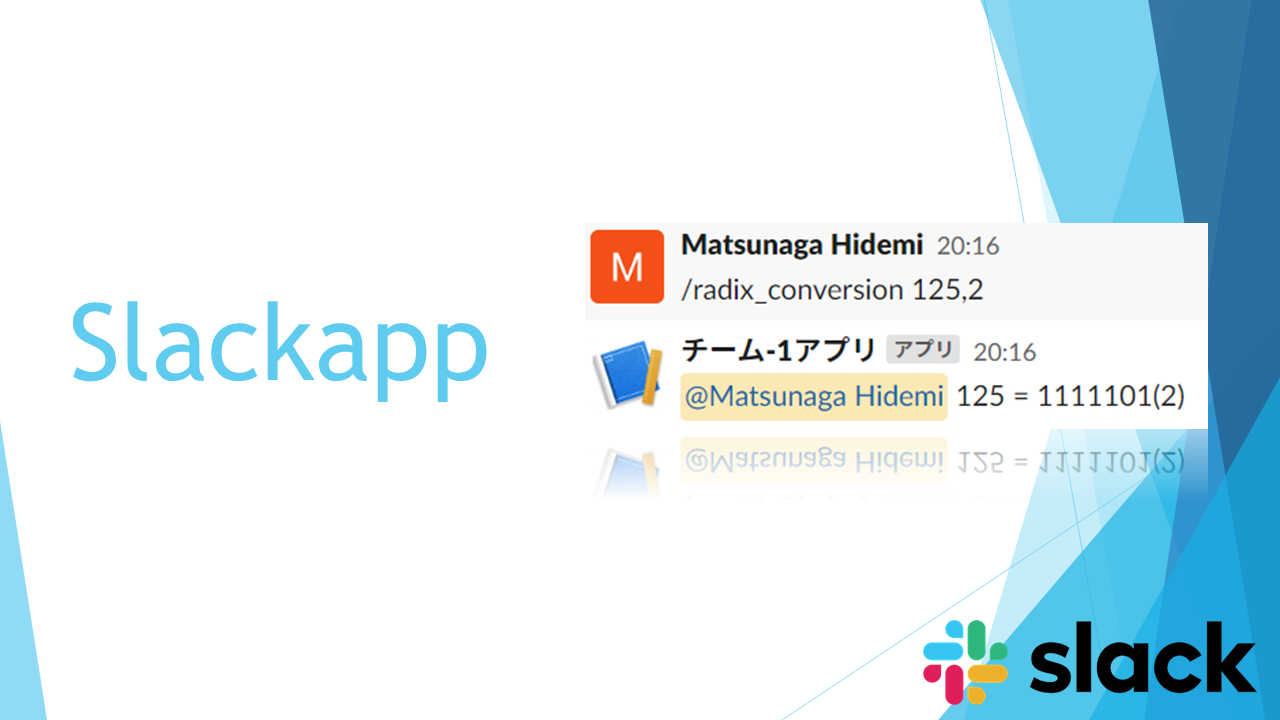 Slackapp
M
Matsunaga Hidemi 20:16
/radix_conversion 125,2
チーム-1アプリ アプリ 20:16
@Matsunaga Hidemi 125 = 1111101(2)
slack